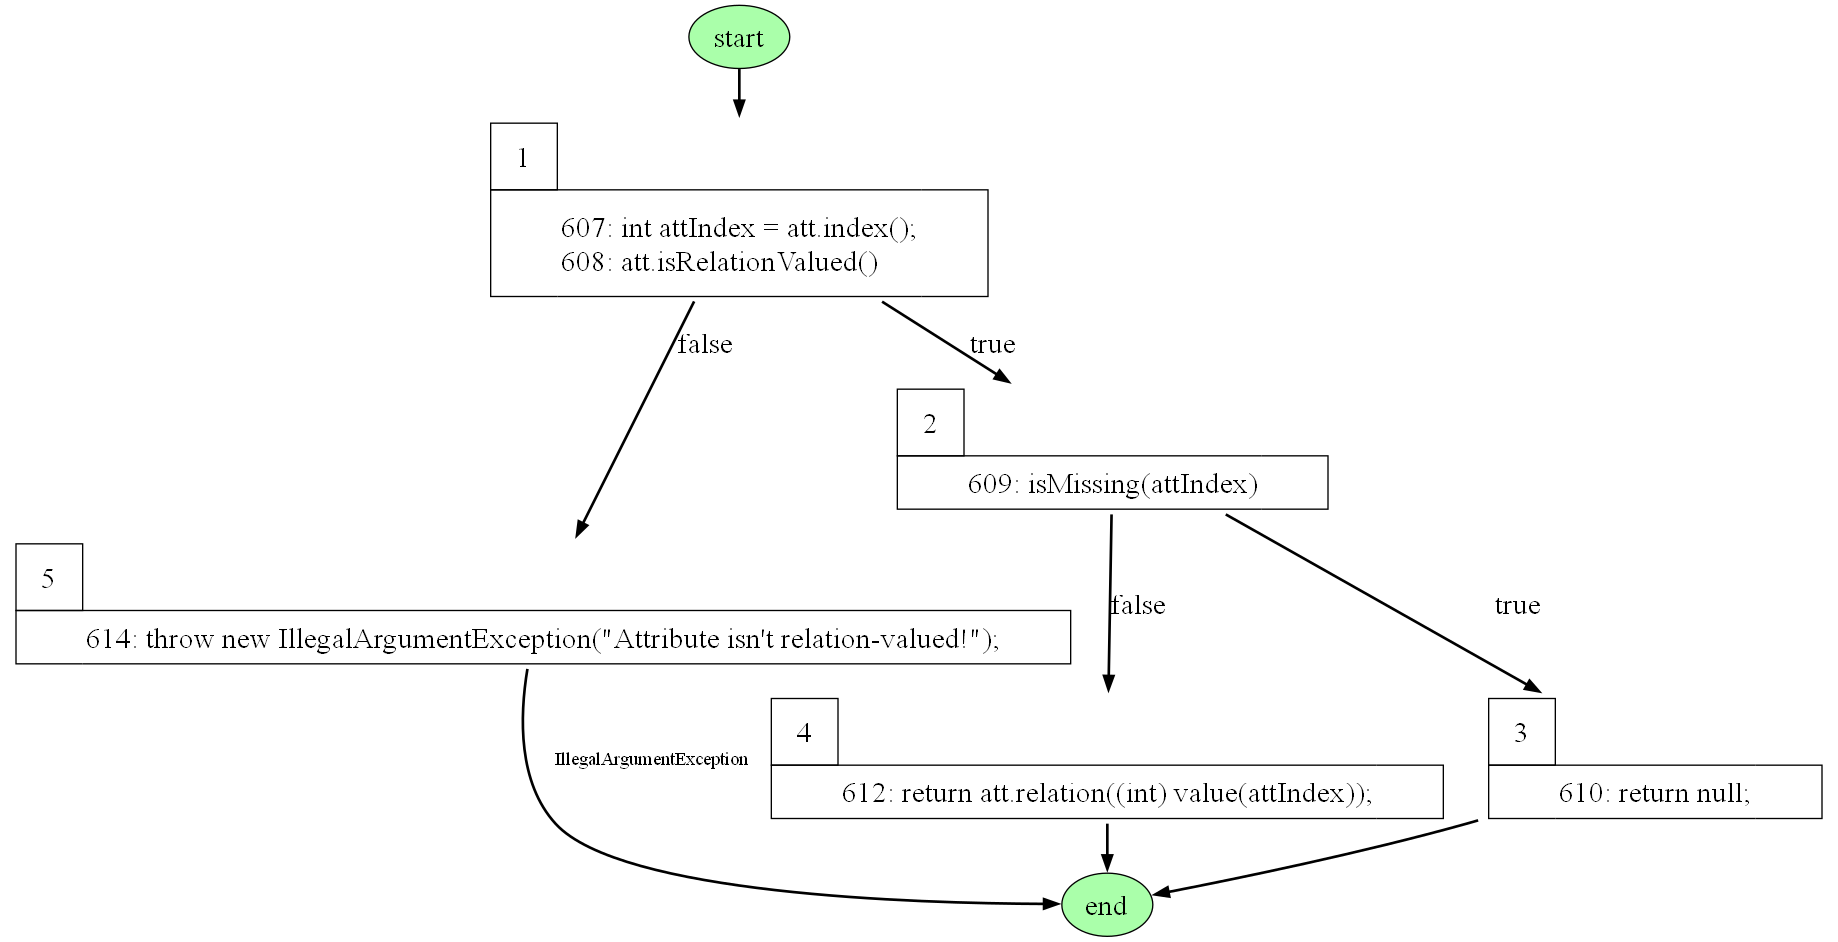 start
1
607: int attIndex = att.index();
608: att.isRelationValued()
false
true
2
609: isMissing(attIndex)
5
614: throw new IllegalArgumentException("Attribute isn't relation-valued!");
false
true
IllegalArgumentException
4
612: return att.relation((int) value(attIndex));
3
610: return null;
end